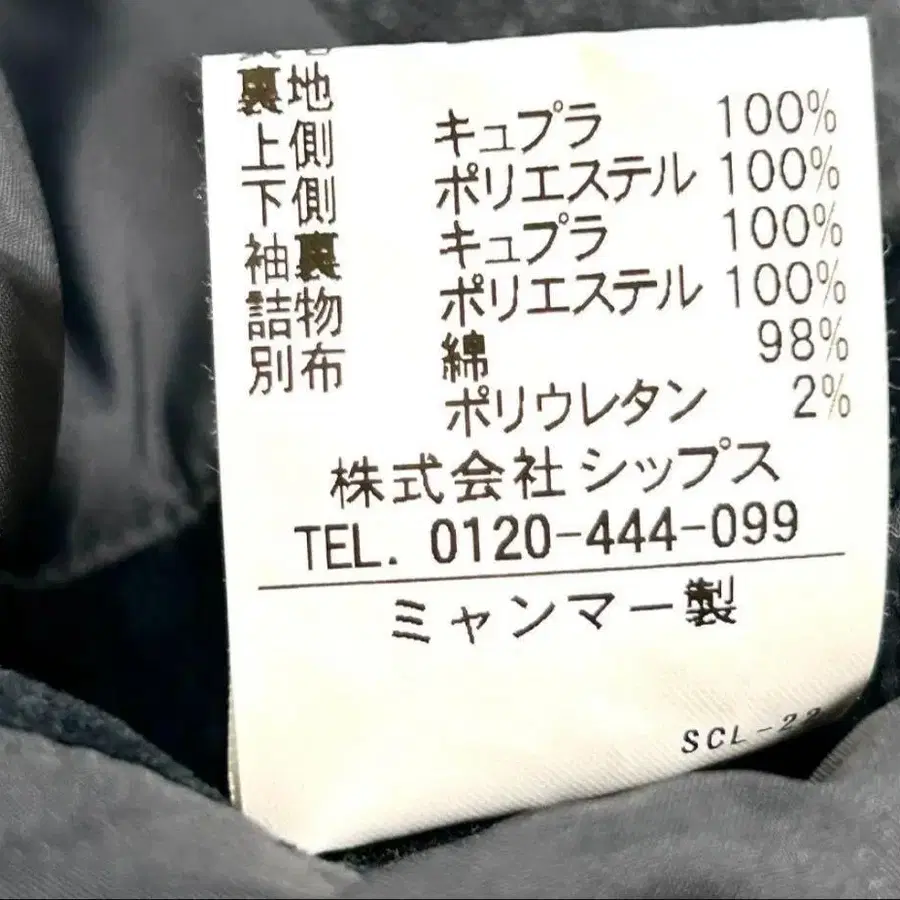 裏地
上側 キュプラ 100%
下側 ポリエステル 100%
袖裏 キュプラ 100%
詰物 ポリエステル 100%
別布 綿 98%
ポリウレタン 2%
株式会社 シップス
TEL. 0120-444-099
ミャンマー製